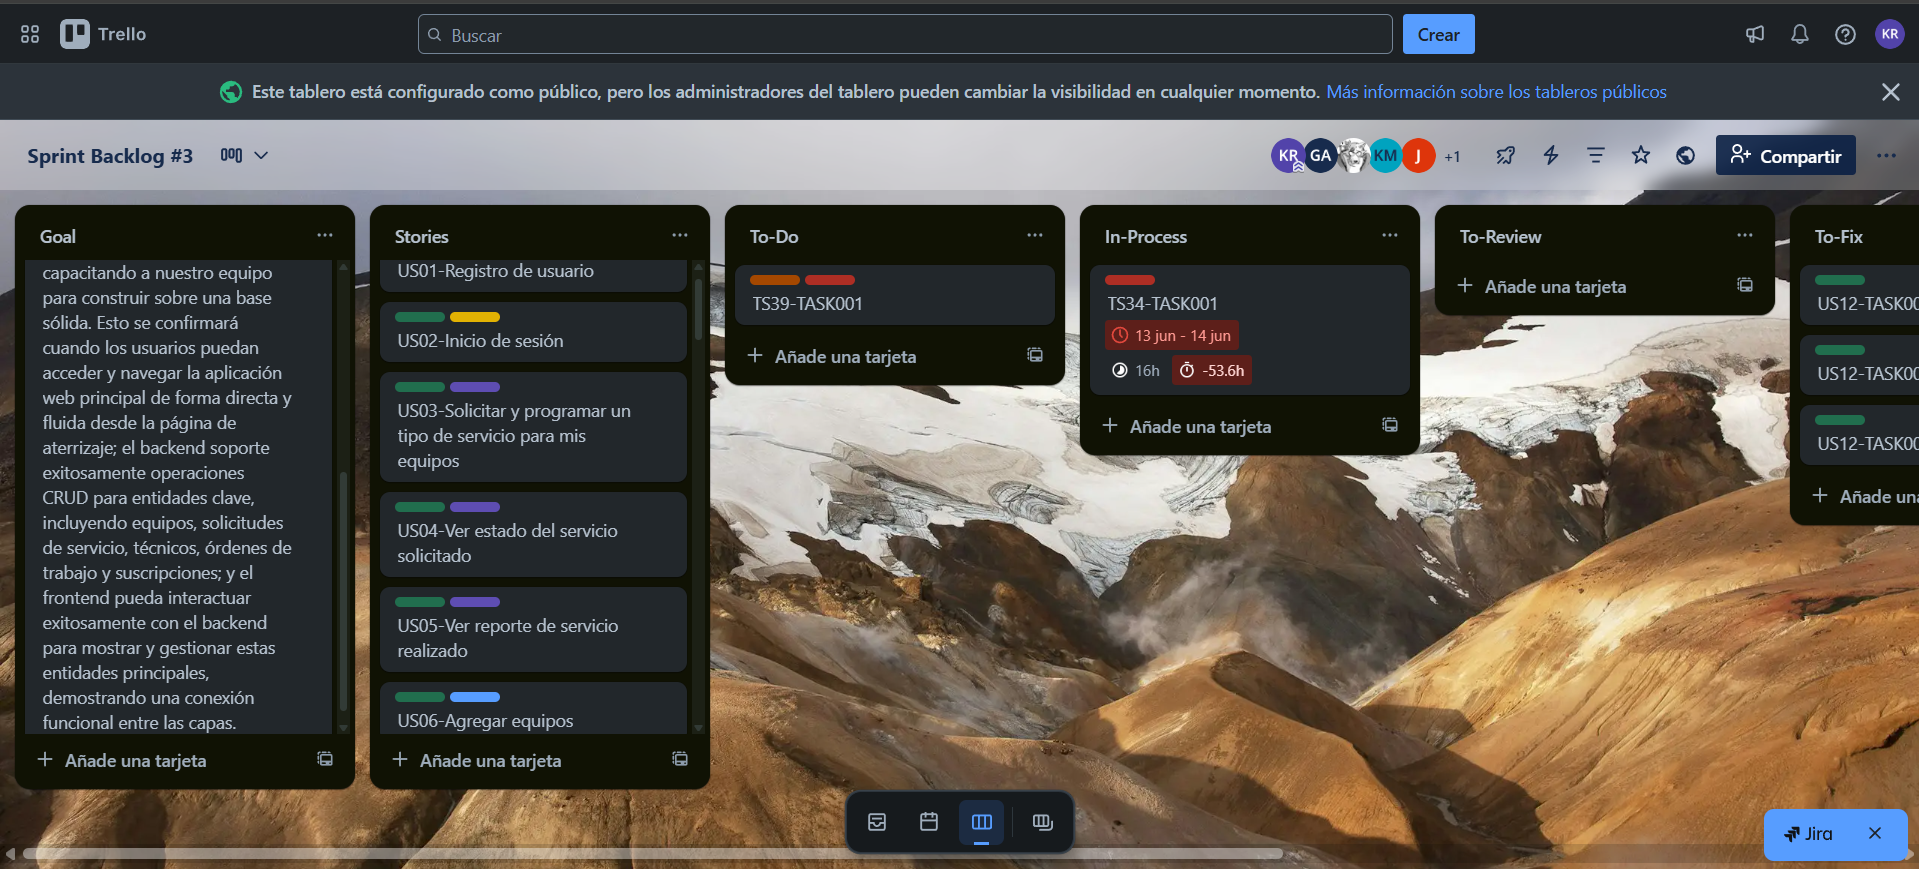 Trello
Buscar
Crear
KR
Este tablero está configurado como público, pero los administradores del tablero pueden cambiar la visibilidad en cualquier momento. Más información sobre los tableros públicos
Sprint Backlog #3
KR
GA
KM
J
+1
Compartir
Goal
capacitando a nuestro equipo
para construir sobre una base
sólida. Esto se confirmará
cuando los usuarios puedan
acceder y navegar la aplicación
web principal de forma directa y
fluida desde la página de
aterrizaje; el backend soporte
exitosamente operaciones
CRUD para entidades clave,
incluyendo equipos, solicitudes
de servicio, técnicos, órdenes de
trabajo y suscripciones; y el
frontend pueda interactuar
exitosamente con el backend
para mostrar y gestionar estas
entidades principales,
demostrando una conexión
funcional entre las capas.
Añade una tarjeta
Stories
US01-Registro de usuario
US02-Inicio de sesión
US03-Solicitar y programar un
tipo de servicio para mis
equipos
US04-Ver estado del servicio
solicitado
US05-Ver reporte de servicio
realizado
US06-Agregar equipos
Añade una tarjeta
To-Do
TS39-TASK001
Añade una tarjeta
In-Process
TS34-TASK001
13 jun - 14 jun
16h
-53.6h
Añade una tarjeta
To-Review
Añade una tarjeta
To-Fix
US12-TASK00
US12-TASK00
US12-TASK00
Añade
Jira